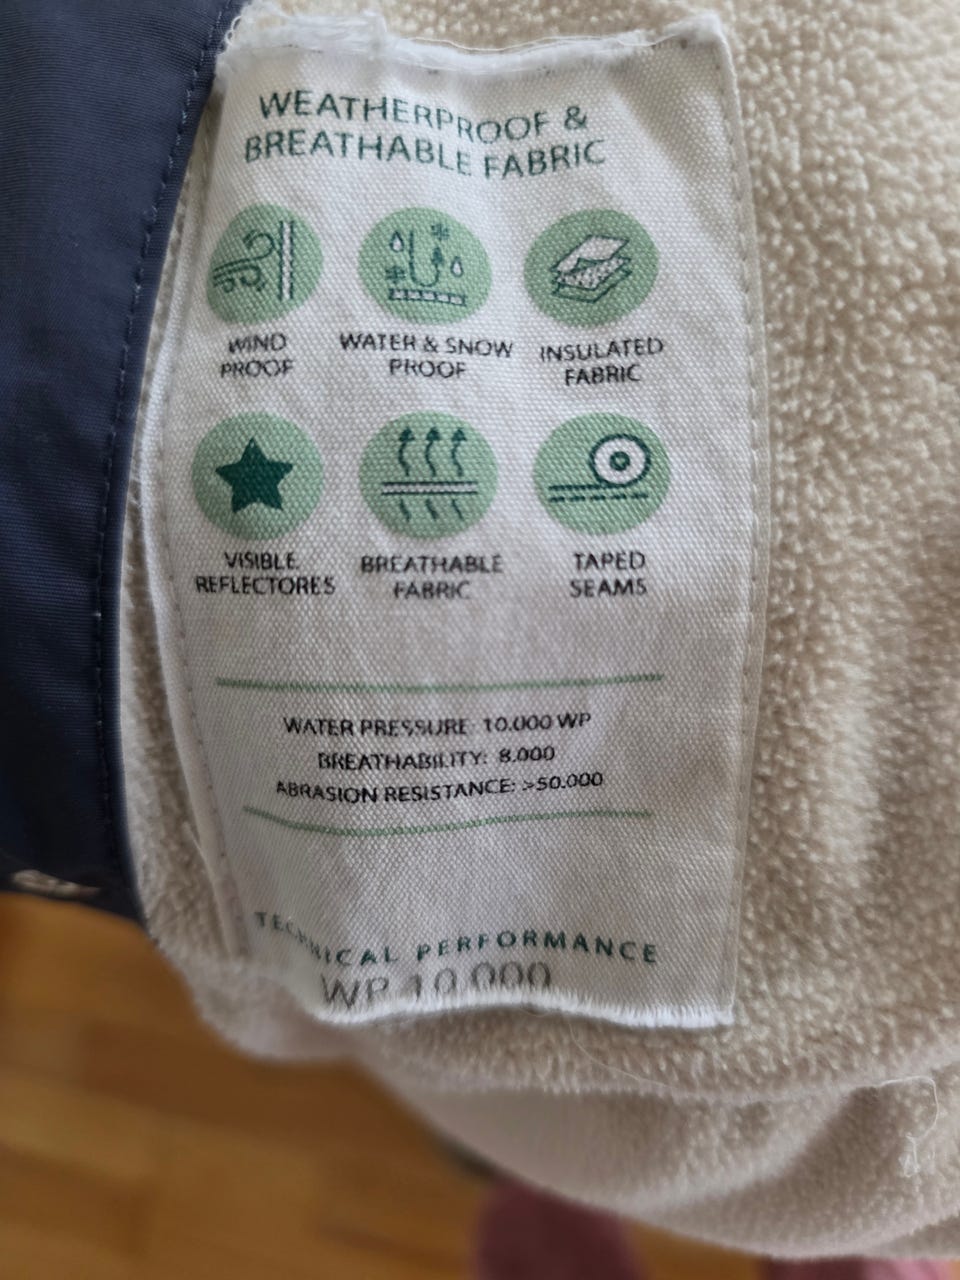 WEATHERPROOF &
BREATHABLE FABRIC
WIND
PROOF
WATER & SNOW
PROOF
INSULATED
FABRIC
VISIBLE
REFLECTORES
BREATHABLE
FABRIC
TAPED
SEAMS
WATER PRESSURE: 10.000 WP
BREATHABILITY: 8.000
ABRASION RESISTANCE: >50.000
TECHNICAL PERFORMANCE
WP 10.000